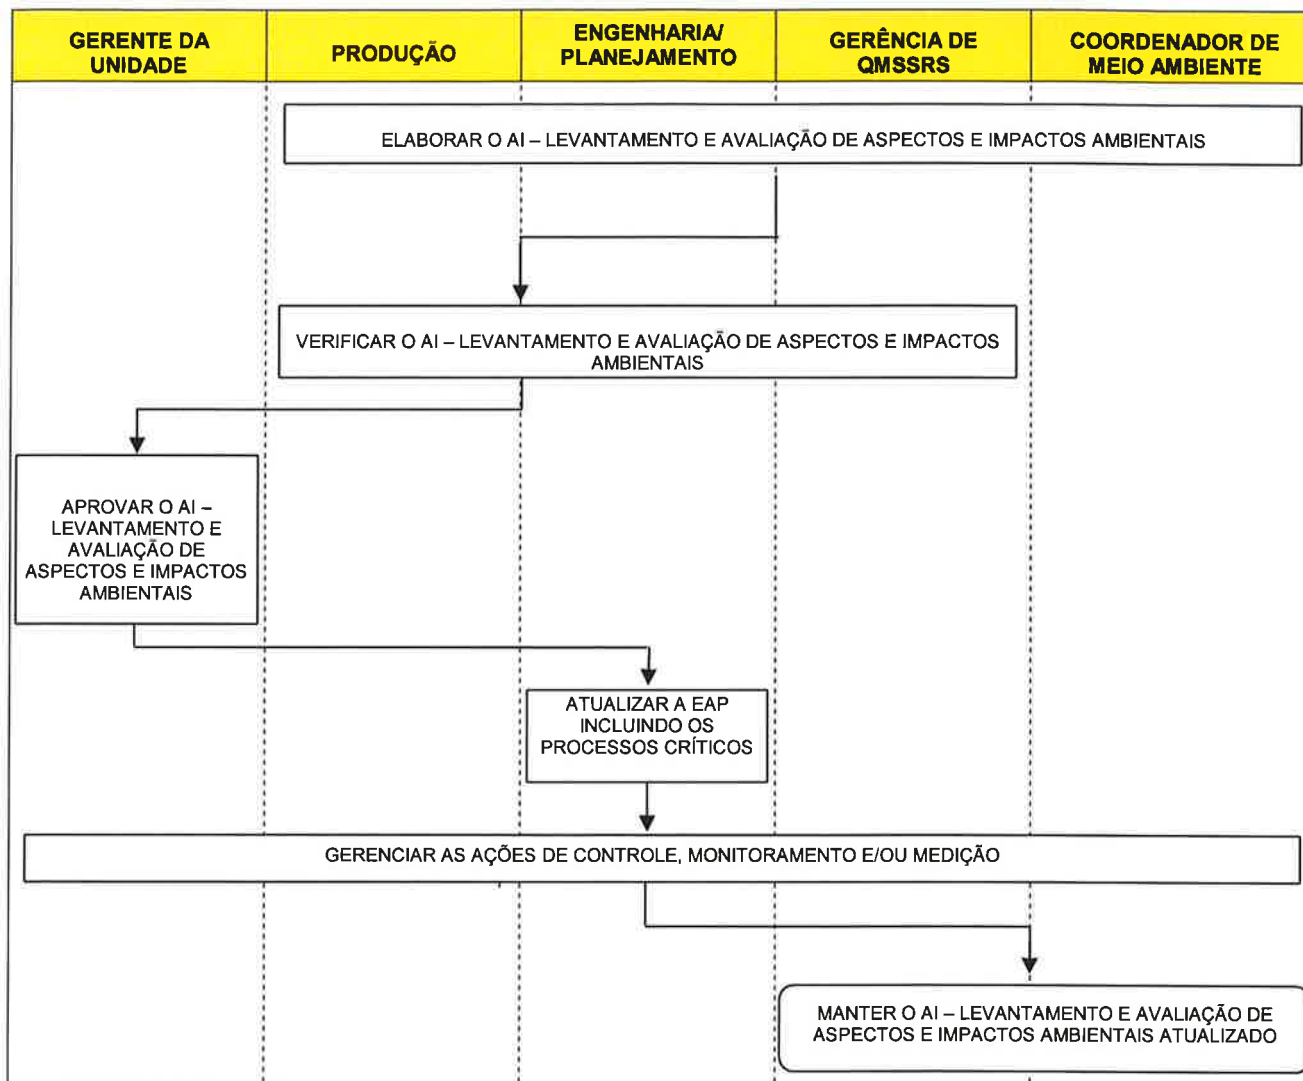 GERENTE DA
UNIDADE
PRODUÇÃO
ENGENHARIA/
PLANEJAMENTO
GERÊNCIA DE
QMSSRS
COORDENADOR DE
MEIO AMBIENTE
ELABORAR O AI – LEVANTAMENTO E AVALIAÇÃO DE ASPECTOS E IMPACTOS AMBIENTAIS
VERIFICAR O AI – LEVANTAMENTO E AVALIAÇÃO DE ASPECTOS E IMPACTOS
AMBIENTAIS
APROVAR O AI –
LEVANTAMENTO E
AVALIAÇÃO DE
ASPECTOS E IMPACTOS
AMBIENTAIS
ATUALIZAR A EAP
INCLUINDO OS
PROCESSOS CRÍTICOS
GERENCIAR AS AÇÕES DE CONTROLE, MONITORAMENTO E/OU MEDIÇÃO
MANTER O AI – LEVANTAMENTO E AVALIAÇÃO DE
ASPECTOS E IMPACTOS AMBIENTAIS ATUALIZADO